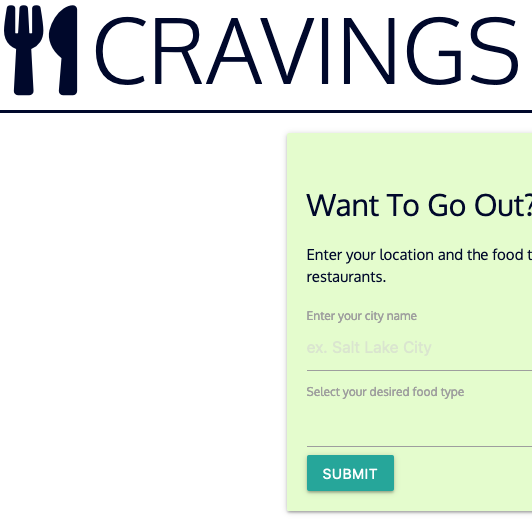 CRAVINGS
Want To Go Out?
Enter your location and the food t
restaurants.
Enter your city name
ex. Salt Lake City
Select your desired food type
SUBMIT